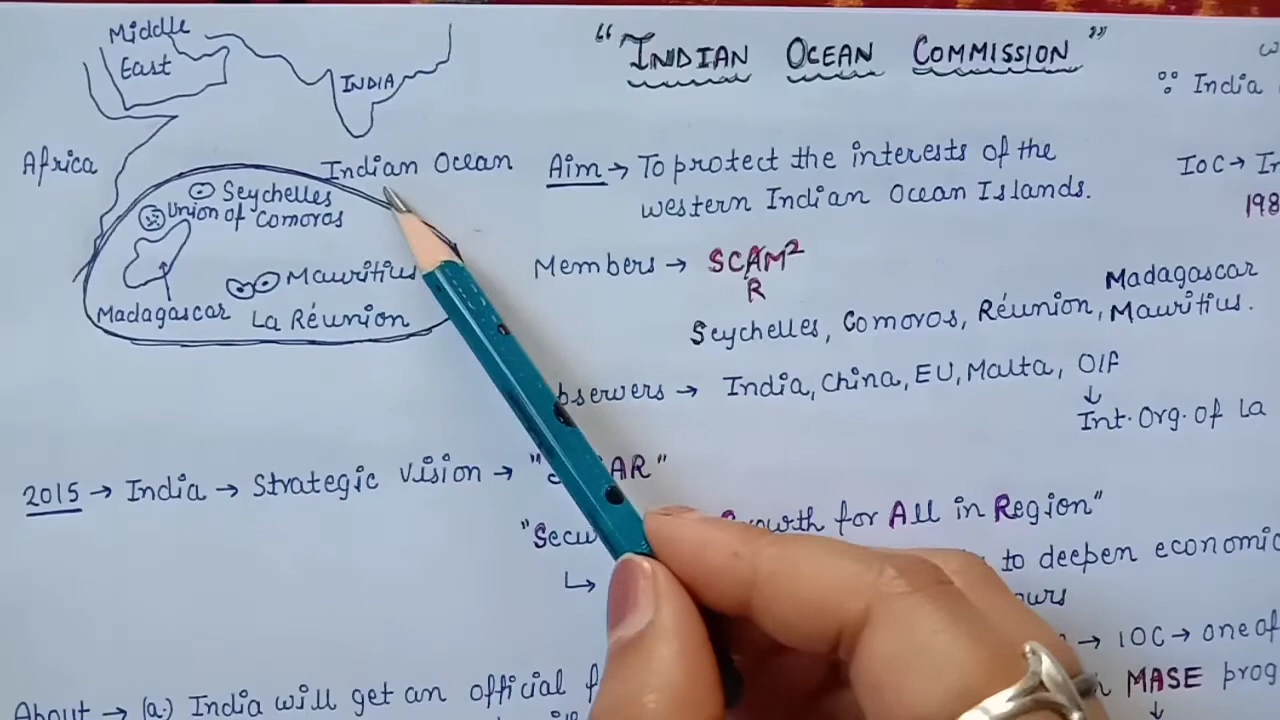 Middle
East
INDIA
Africa
Indian Ocean
Seychelles
Union of Comoros
Mauritius
Madagascar
La Réunion
"INDIAN OCEAN COMMISSION"
∵ India
Aim → To protect the interests of the
western Indian Ocean Islands.
IOC →
198
Members → SCAM²
R
Seychelles, Comoros, Réunion, Madagascar
Mauritius.
bservers → India, China, EU, Malta, OIF
↓
Int. Org. of La
2015 → India → Strategic Vision → " AR"
"Secu owth for All in Region"
↳ to deepen economic
→ IOC → one of
MASE prog
↓
About → (a.) India will get an official